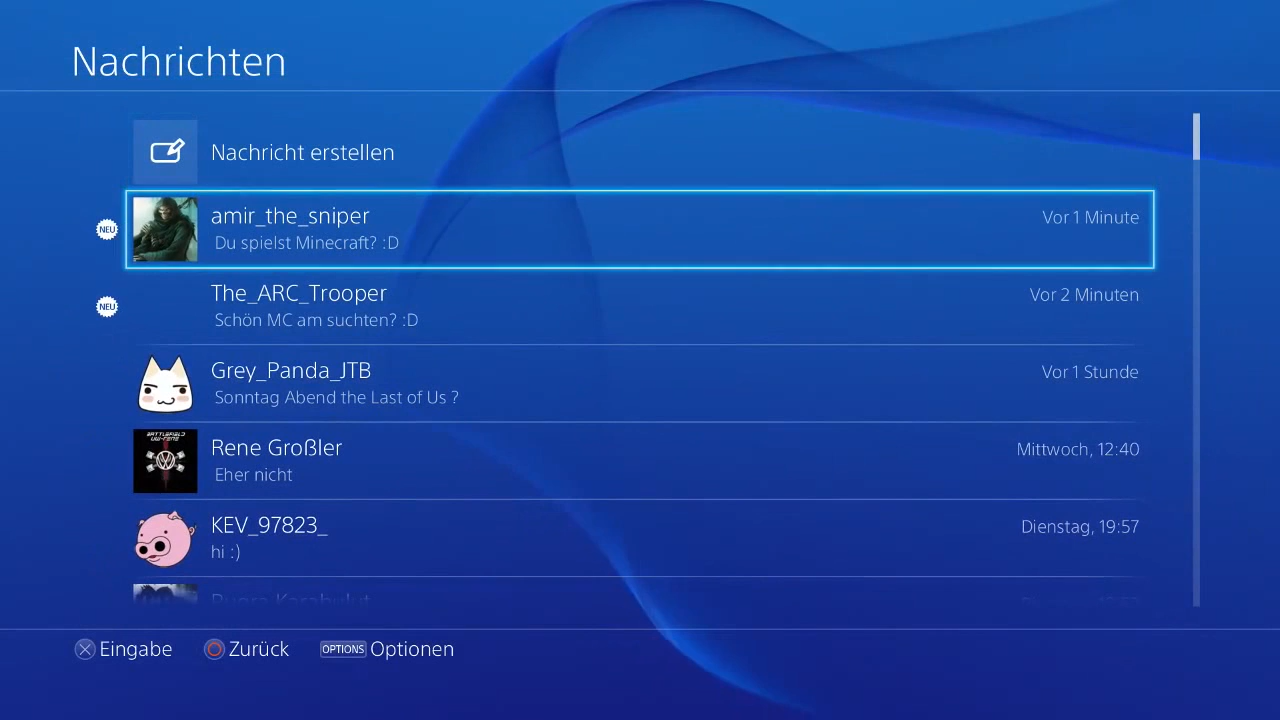 Nachrichten
Nachricht erstellen
NEU
amir_the_sniper
Vor 1 Minute
Du spielst Minecraft? :D
NEU
The_ARC_Trooper
Vor 2 Minuten
Schön MC am suchten? :D
Grey_Panda_JTB
Vor 1 Stunde
Sonntag Abend the Last of Us ?
BATTLEFIELD
Rene Großler
Mittwoch, 12:40
Eher nicht
KEV_97823_
Dienstag, 19:57
hi :)
Eingabe
Zurück
OPTIONS Optionen